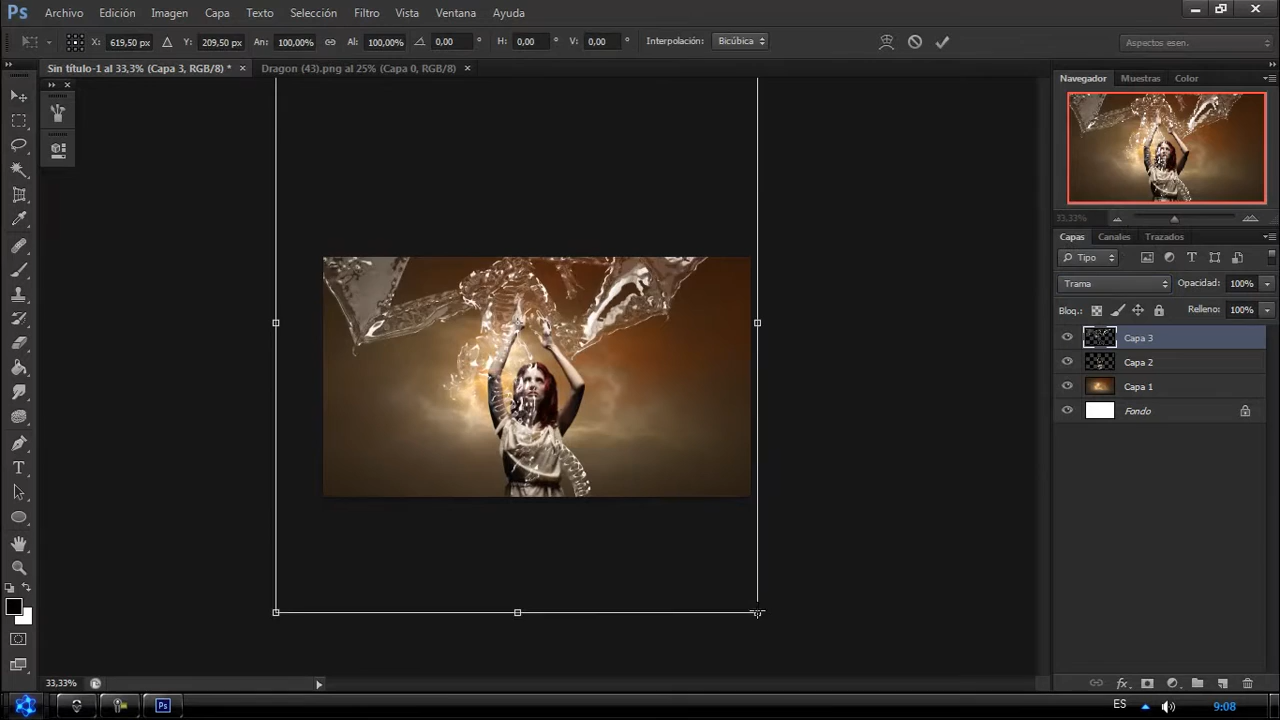 Ps Archivo Edición Imagen Capa Texto Selección Filtro Vista Ventana Ayuda
X: 619,50 px Y: 209,50 px An: 100,00% Al: 100,00% 0,00 ° H: 0,00 ° V: 0,00 ° Interpolación: Bicúbica Aspectos esen.
Sin título-1 al 33,3% (Capa 3, RGB/8) * × Dragon (43).png al 25% (Capa 0, RGB/8) ×
Navegador Muestras Color
33,33%
Capas Canales Trazados
Tipo
Trama Opacidad: 100%
Bloq.: Relleno: 100%
Capa 3
Capa 2
Capa 1
Fondo
33,33%
Ps ES 9:08